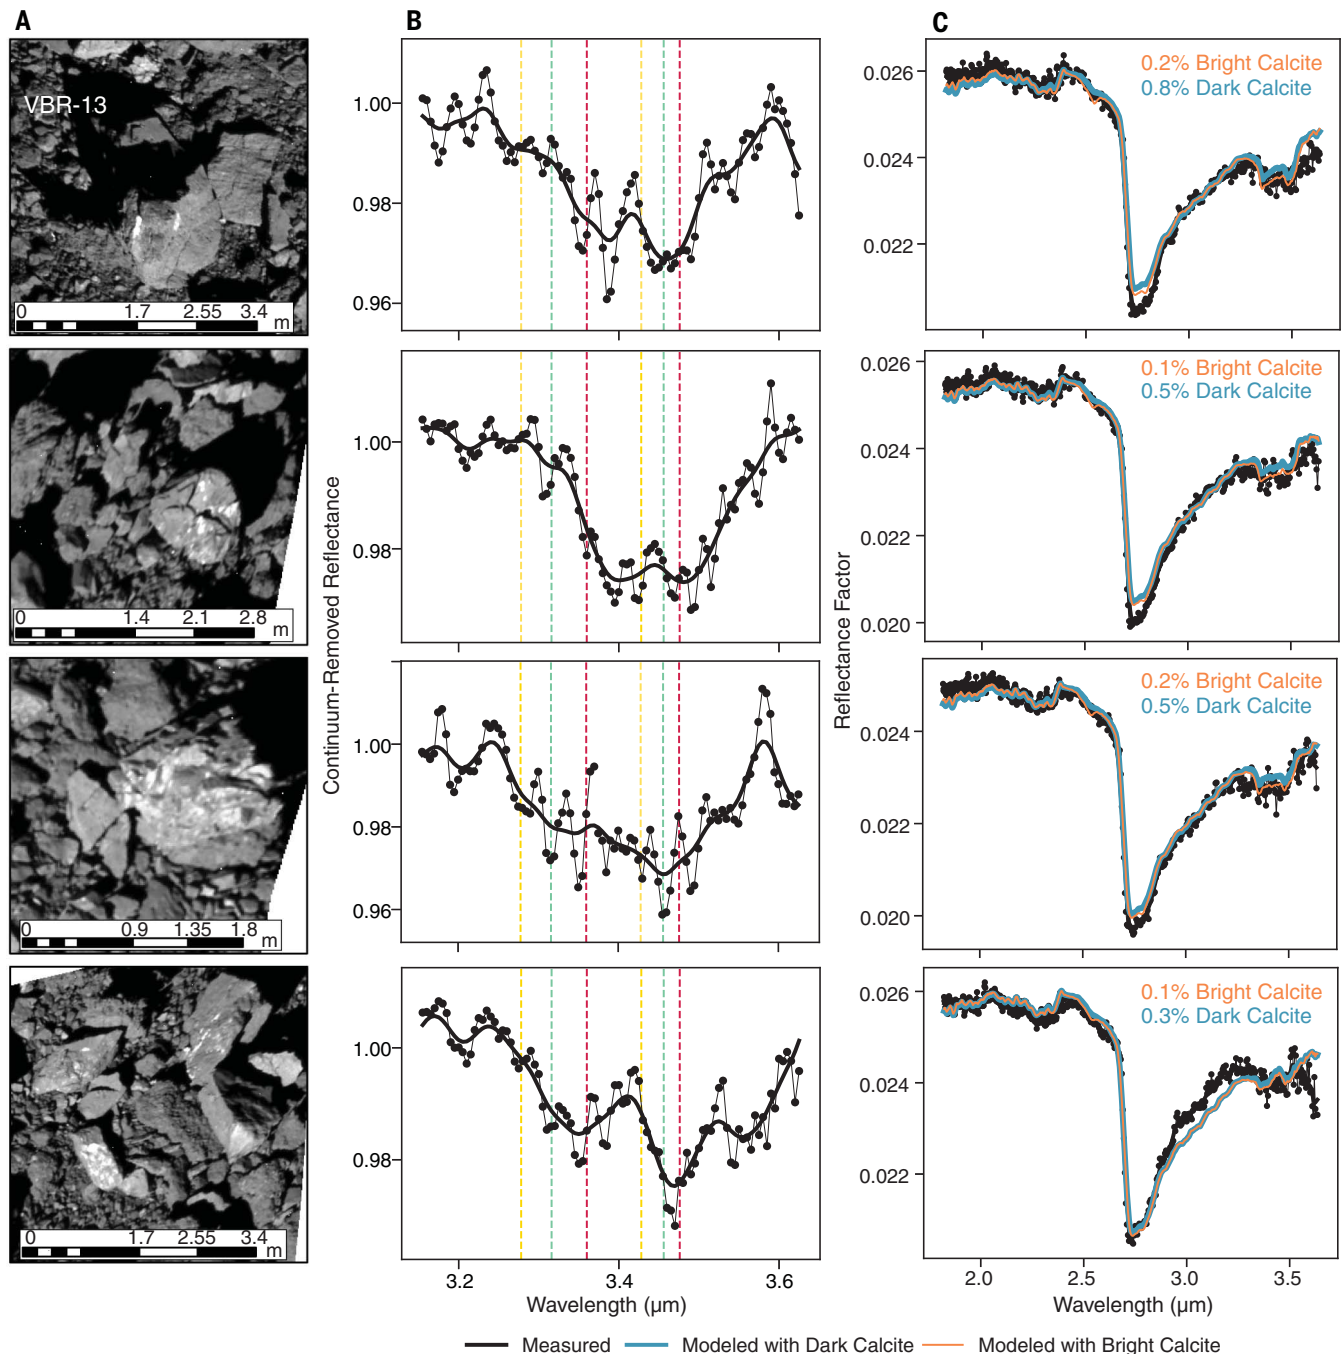 A
B
C
VBR-13
0 1.7 2.55 3.4
m
0 1.4 2.1 2.8
m
0 0.9 1.35 1.8
m
0 1.7 2.55 3.4
m
Continuum-Removed Reflectance
1.00
0.98
0.96
1.00
0.98
1.00
0.98
0.96
1.00
0.98
3.2 3.4 3.6
Wavelength (µm)
Reflectance Factor
0.026
0.024
0.022
0.2% Bright Calcite
0.8% Dark Calcite
0.026
0.024
0.022
0.020
0.1% Bright Calcite
0.5% Dark Calcite
0.024
0.022
0.020
0.2% Bright Calcite
0.5% Dark Calcite
0.026
0.024
0.022
0.1% Bright Calcite
0.3% Dark Calcite
2.0 2.5 3.0 3.5
Wavelength (µm)
Measured Modeled with Dark Calcite Modeled with Bright Calcite